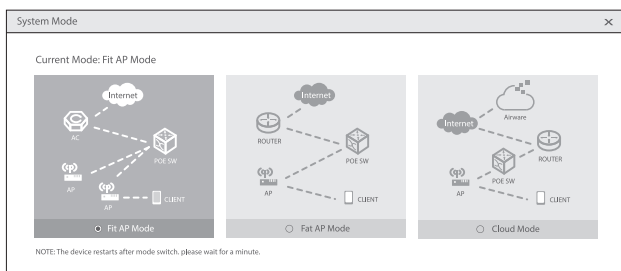 System Mode
Current Mode: Fit AP Mode
Internet
AC
POE SW
AP
AP
CLIENT
Fit AP Mode
Internet
ROUTER
POE SW
AP
CLIENT
Fat AP Mode
Airware
Internet
ROUTER
POE SW
AP
CLIENT
Cloud Mode
NOTE: The device restarts after mode switch, please wait for a minute.